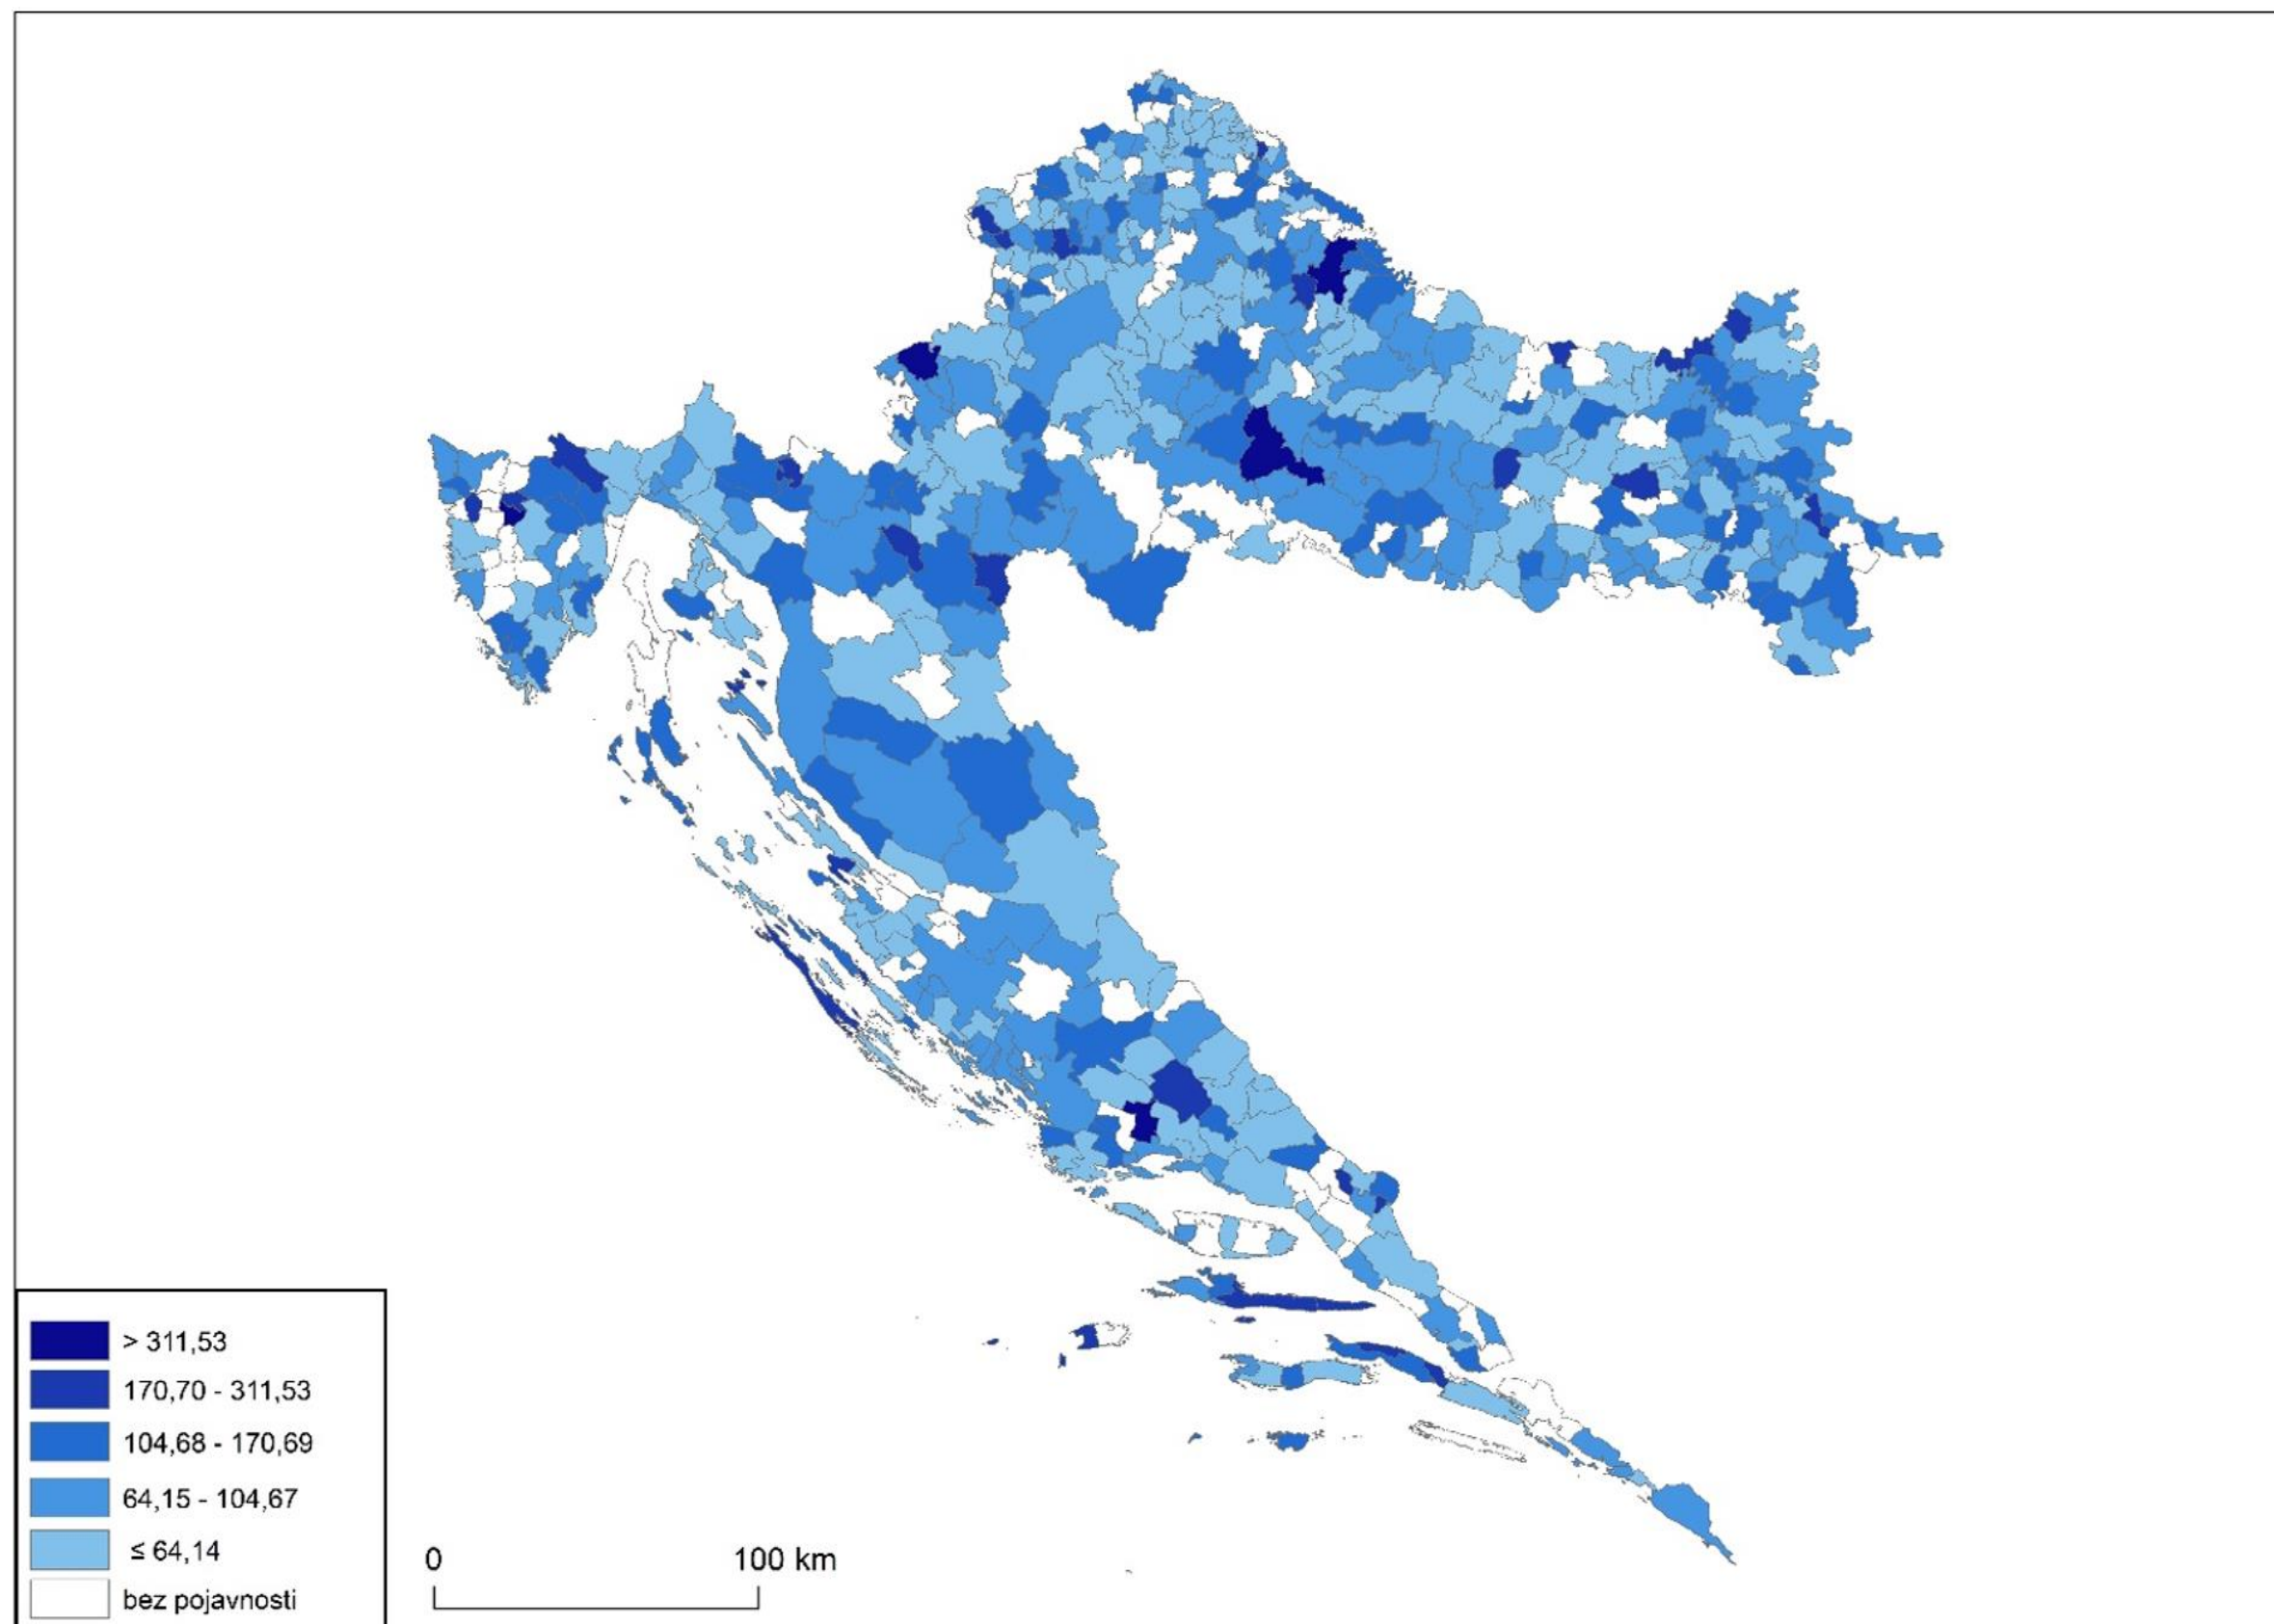 > 311,53
170,70 - 311,53
104,68 - 170,69
64,15 - 104,67
≤ 64,14
bez pojavnosti
0 100 km